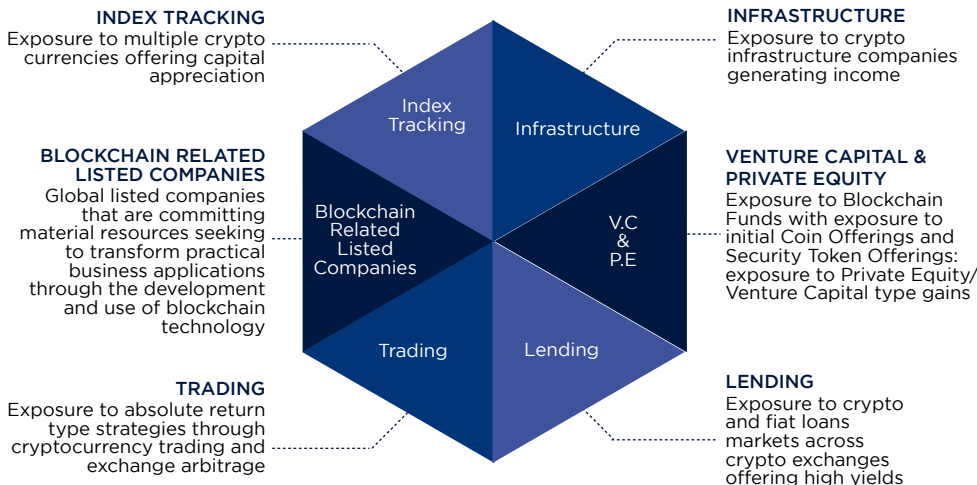 INDEX TRACKING
Exposure to multiple crypto
currencies offering capital
appreciation
BLOCKCHAIN RELATED
LISTED COMPANIES
Global listed companies
that are committing
material resources seeking
to transform practical
business applications
through the development
and use of blockchain
technology
TRADING
Exposure to absolute return
type strategies through
cryptocurrency trading and
exchange arbitrage
Index
Tracking
Infrastructure
Blockchain
Related
Listed
Companies
V.C
&
P.E
Trading
Lending
INFRASTRUCTURE
Exposure to crypto
infrastructure companies
generating income
VENTURE CAPITAL &
PRIVATE EQUITY
Exposure to Blockchain
Funds with exposure to
initial Coin Offerings and
Security Token Offerings:
exposure to Private Equity/
Venture Capital type gains
LENDING
Exposure to crypto
and fiat loans
markets across
crypto exchanges
offering high yields